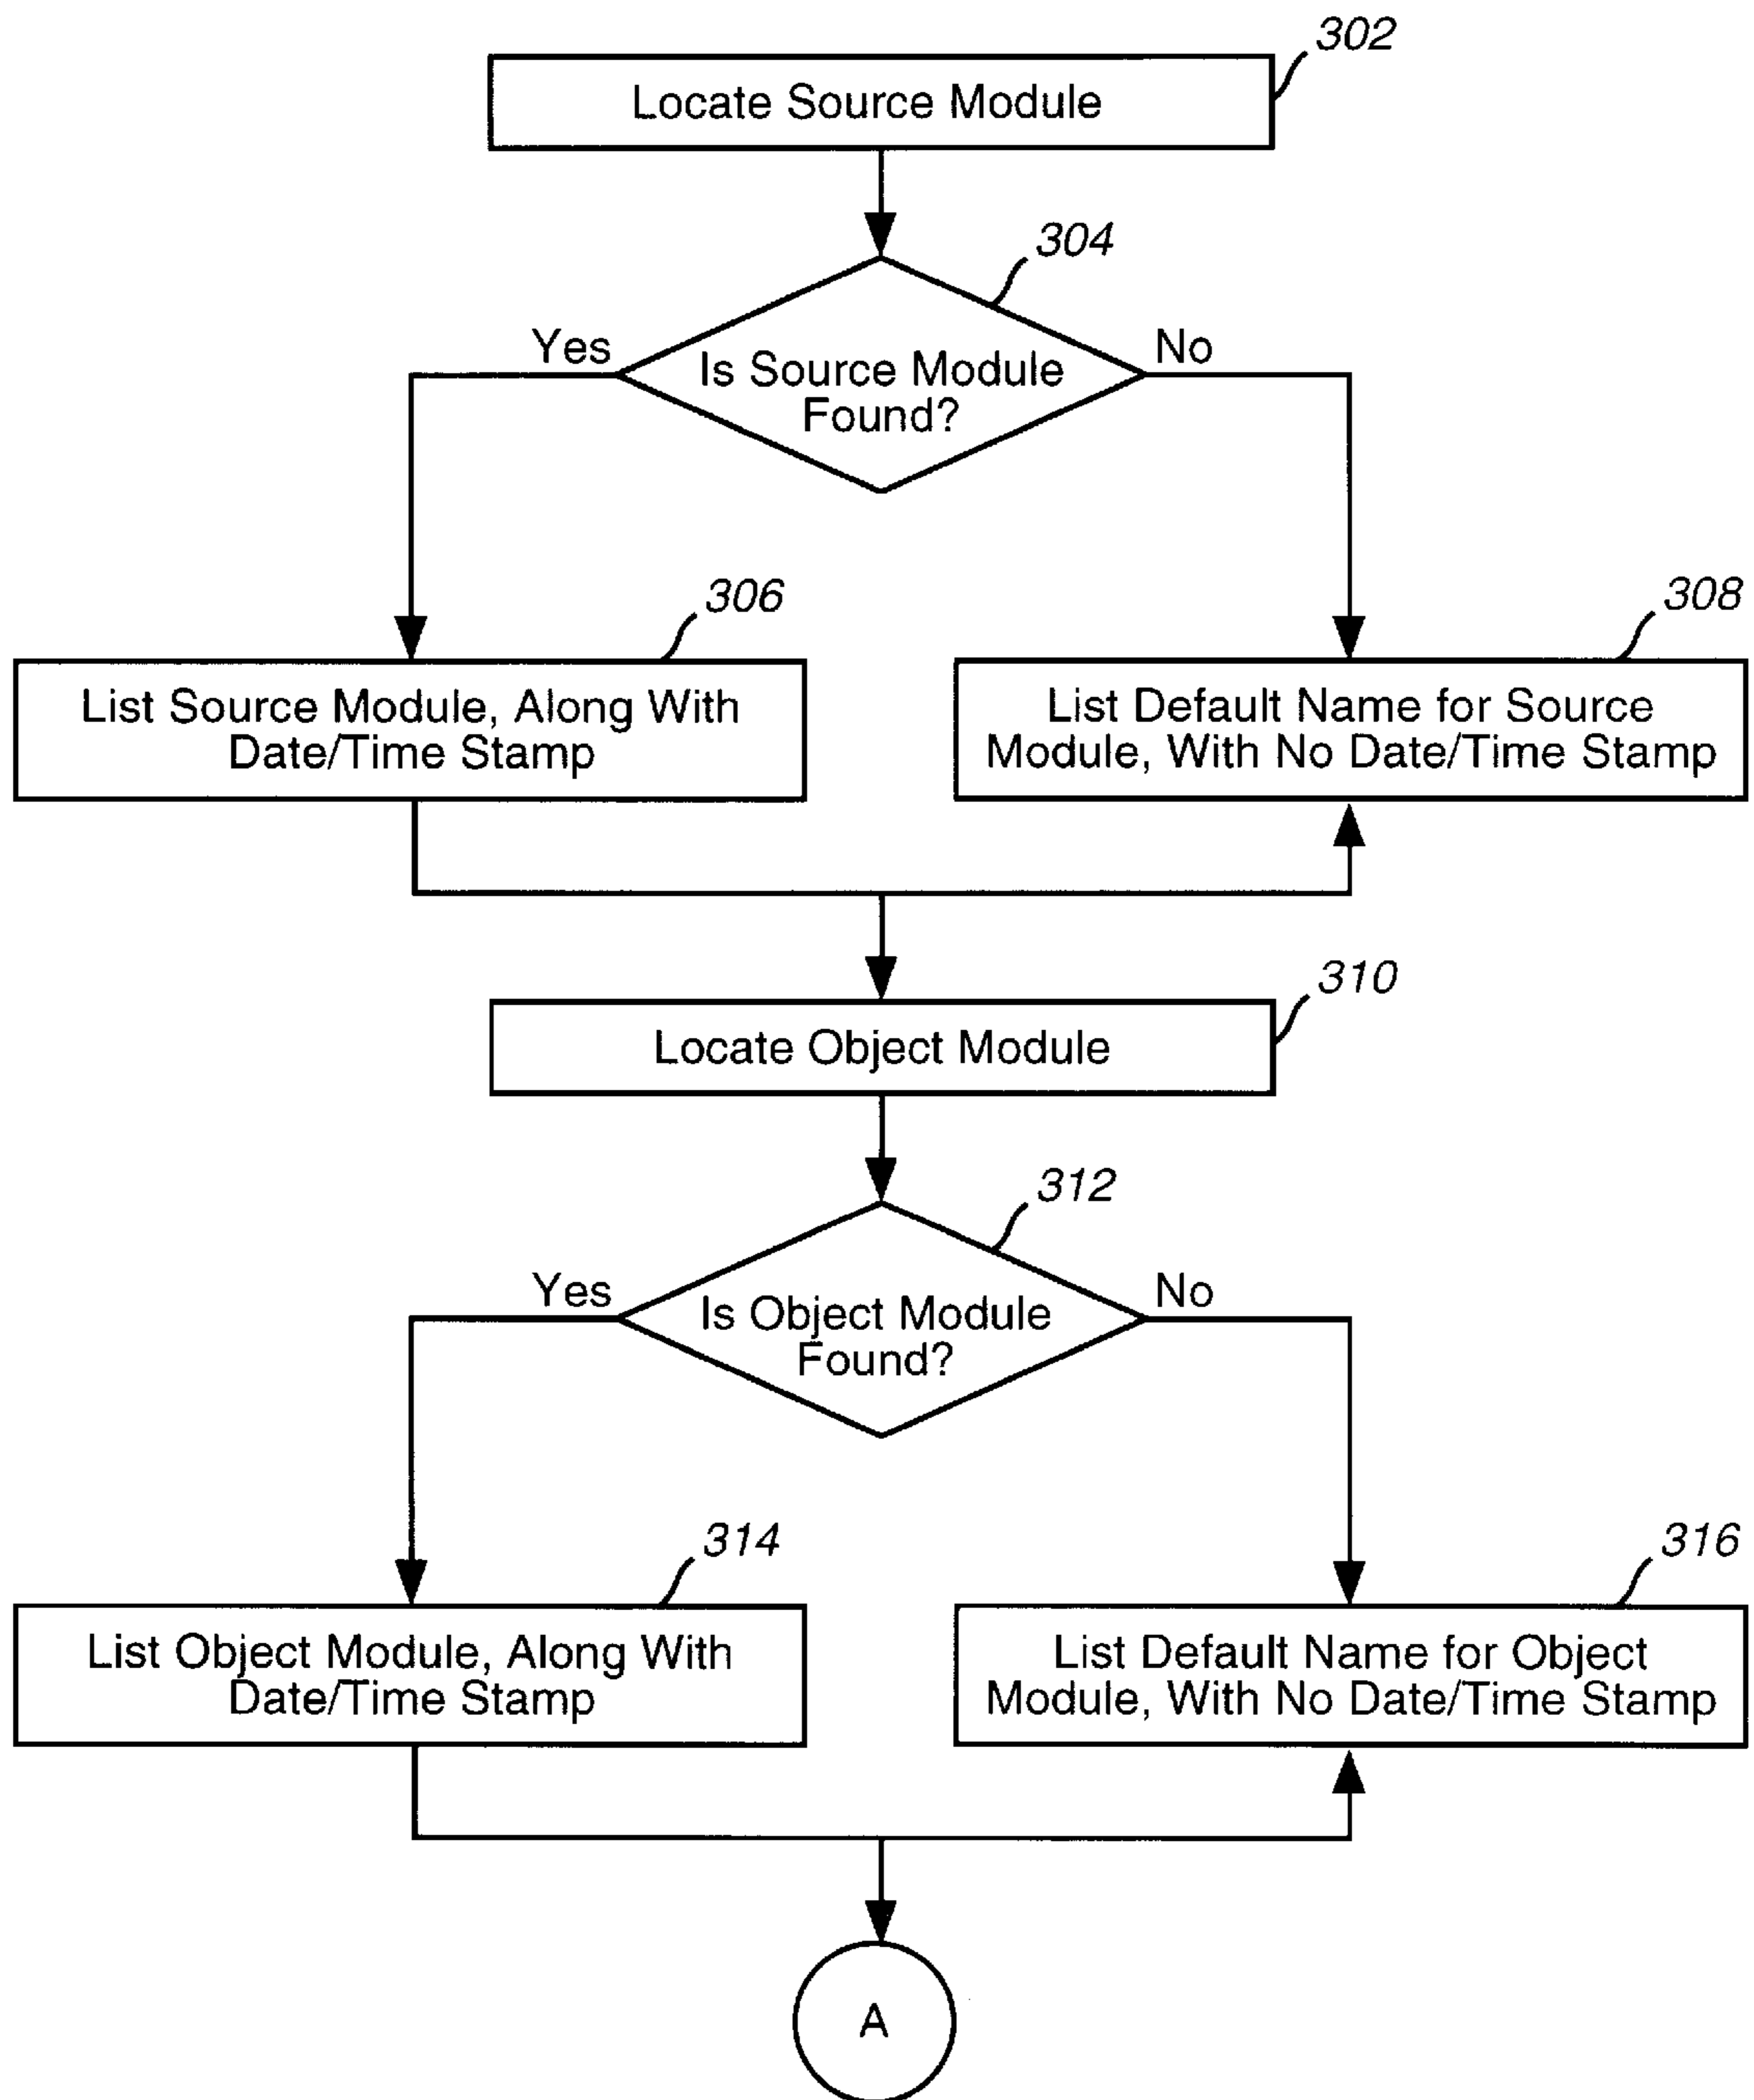 302
Locate Source Module
304
Yes
No
Is Source Module
Found?
306
308
List Source Module, Along With
Date/Time Stamp
List Default Name for Source
Module, With No Date/Time Stamp
310
Locate Object Module
312
Yes
No
Is Object Module
Found?
314
316
List Object Module, Along With
Date/Time Stamp
List Default Name for Object
Module, With No Date/Time Stamp
A